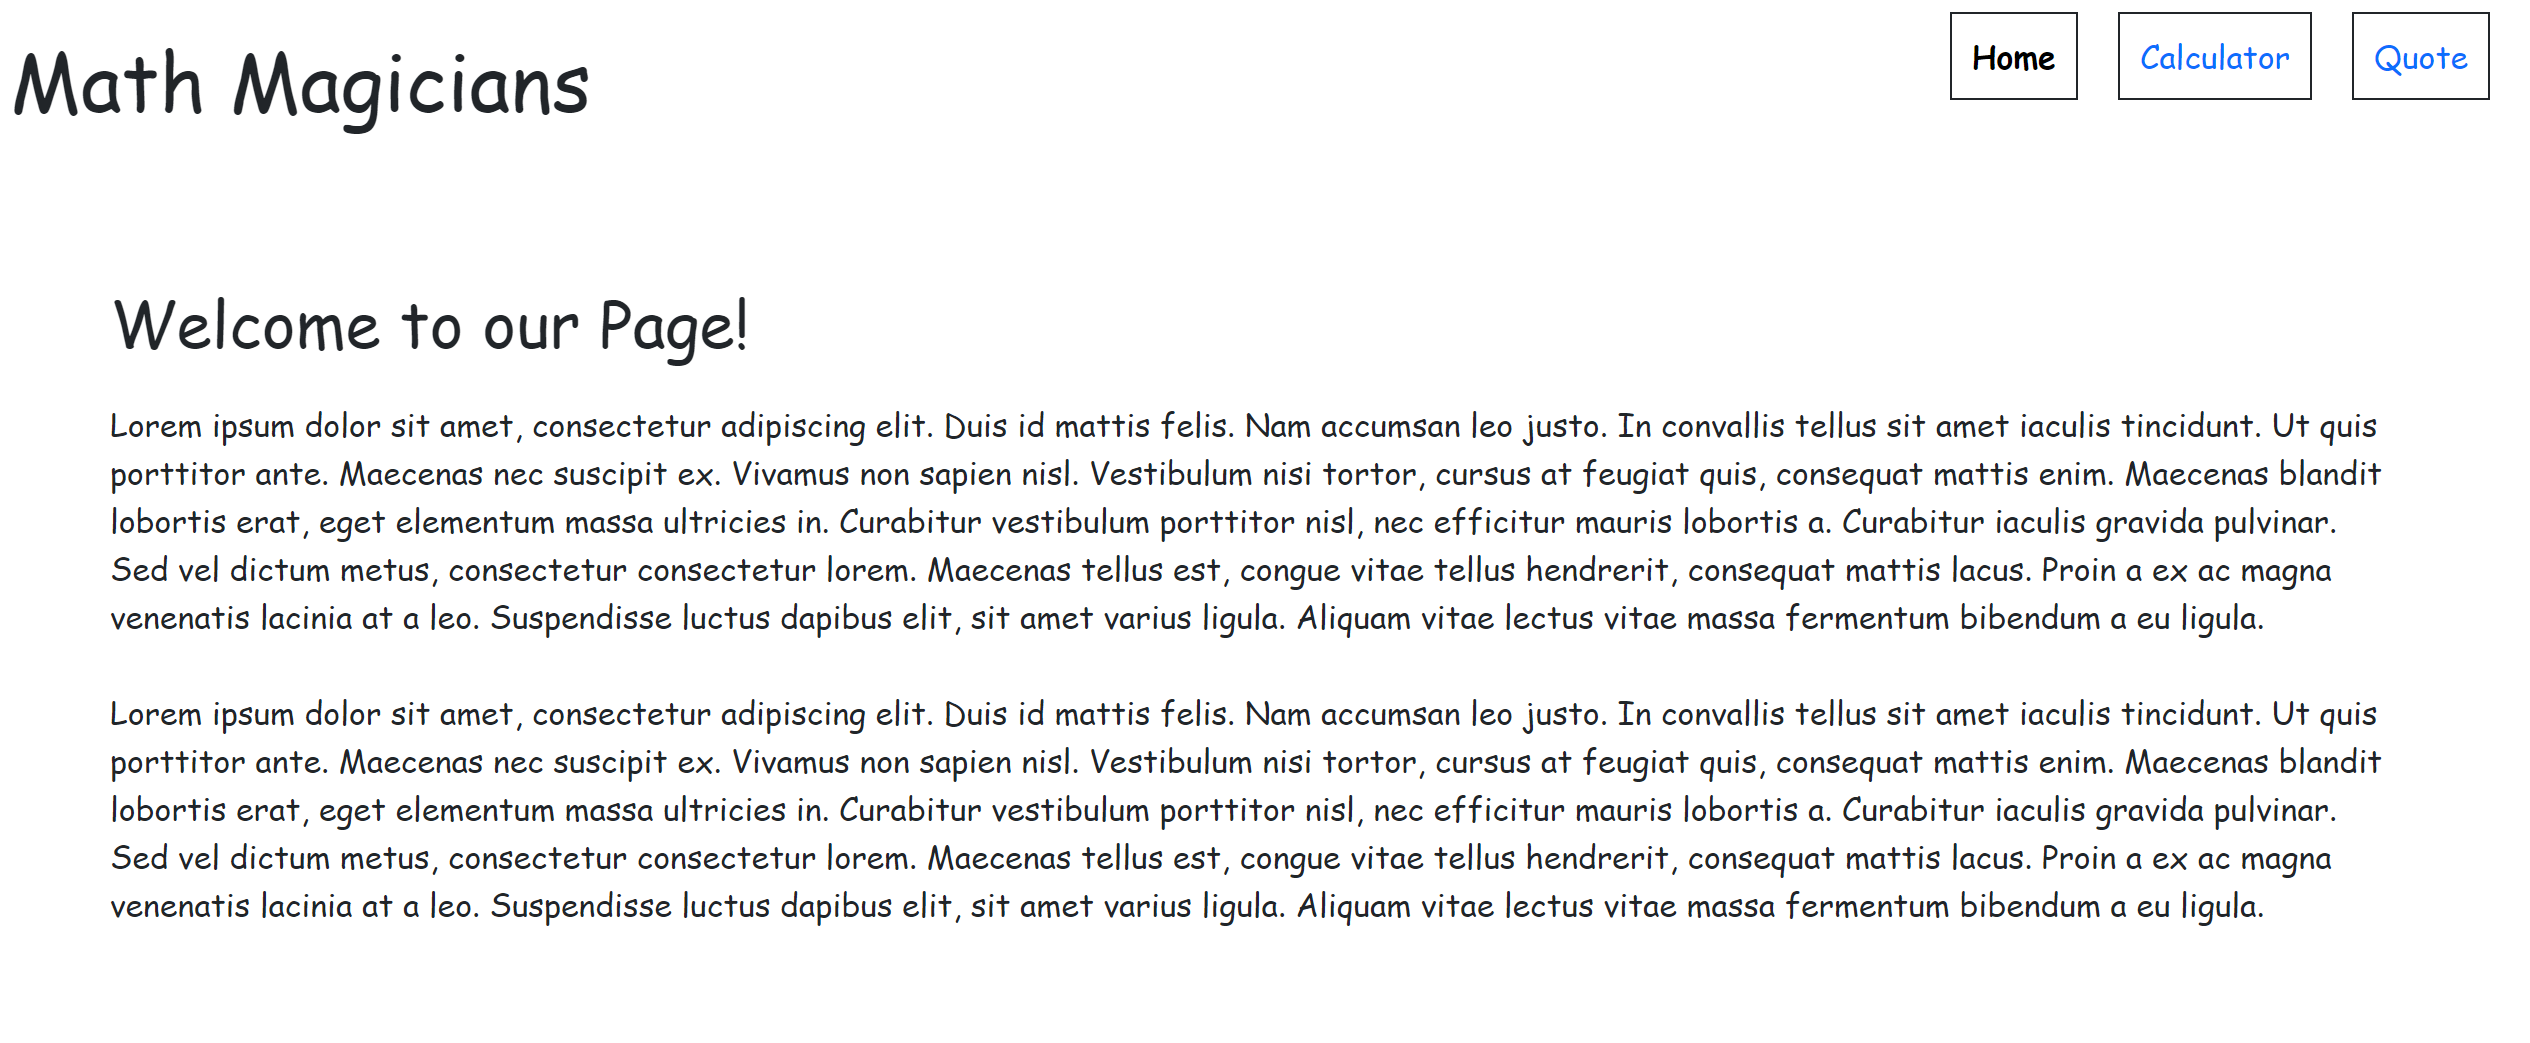 Math Magicians
Home
Calculator
Quote
Welcome to our Page!
Lorem ipsum dolor sit amet, consectetur adipiscing elit. Duis id mattis felis. Nam accumsan leo justo. In convallis tellus sit amet iaculis tincidunt. Ut quis
porttitor ante. Maecenas nec suscipit ex. Vivamus non sapien nisl. Vestibulum nisi tortor, cursus at feugiat quis, consequat mattis enim. Maecenas blandit
lobortis erat, eget elementum massa ultricies in. Curabitur vestibulum porttitor nisl, nec efficitur mauris lobortis a. Curabitur iaculis gravida pulvinar.
Sed vel dictum metus, consectetur consectetur lorem. Maecenas tellus est, congue vitae tellus hendrerit, consequat mattis lacus. Proin a ex ac magna
venenatis lacinia at a leo. Suspendisse luctus dapibus elit, sit amet varius ligula. Aliquam vitae lectus vitae massa fermentum bibendum a eu ligula.
Lorem ipsum dolor sit amet, consectetur adipiscing elit. Duis id mattis felis. Nam accumsan leo justo. In convallis tellus sit amet iaculis tincidunt. Ut quis
porttitor ante. Maecenas nec suscipit ex. Vivamus non sapien nisl. Vestibulum nisi tortor, cursus at feugiat quis, consequat mattis enim. Maecenas blandit
lobortis erat, eget elementum massa ultricies in. Curabitur vestibulum porttitor nisl, nec efficitur mauris lobortis a. Curabitur iaculis gravida pulvinar.
Sed vel dictum metus, consectetur consectetur lorem. Maecenas tellus est, congue vitae tellus hendrerit, consequat mattis lacus. Proin a ex ac magna
venenatis lacinia at a leo. Suspendisse luctus dapibus elit, sit amet varius ligula. Aliquam vitae lectus vitae massa fermentum bibendum a eu ligula.